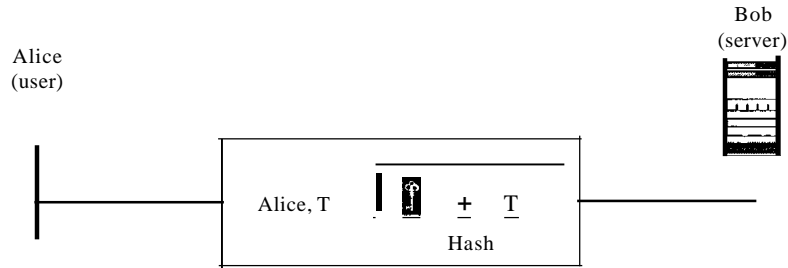 Bob
(server)
Alice
(user)
Alice, T + T
Hash